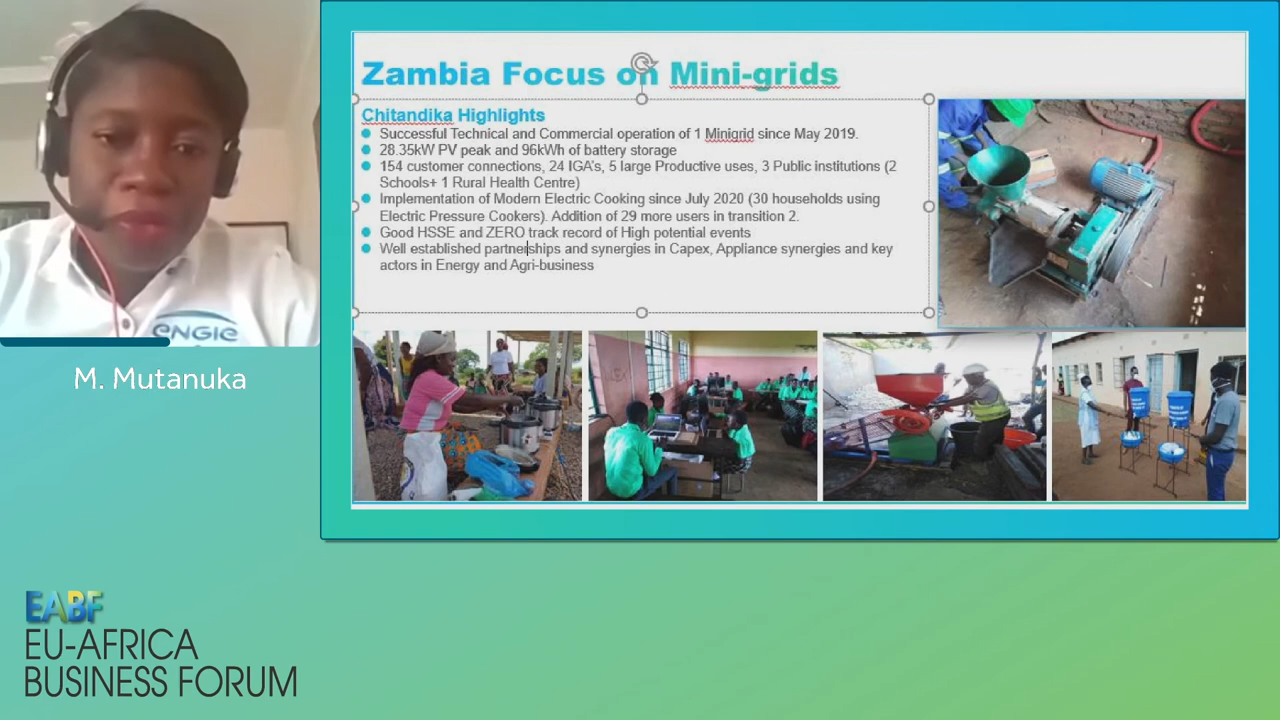 Zambia Focus on Mini-grids
Chitandika Highlights
Successful Technical and Commercial operation of 1 Minigrid since May 2019.
28.35kW PV peak and 96kWh of battery storage
154 customer connections, 24 IGA's, 5 large Productive uses, 3 Public institutions (2
Schools+ 1 Rural Health Centre)
Implementation of Modern Electric Cooking since July 2020 (30 households using
Electric Pressure Cookers). Addition of 29 more users in transition 2.
Good HSSE and ZERO track record of High potential events
Well established partnerships and synergies in Capex, Appliance synergies and key
actors in Energy and Agri-business
ENGIE
M. Mutanuka
EABF
EU-AFRICA
BUSINESS FORUM